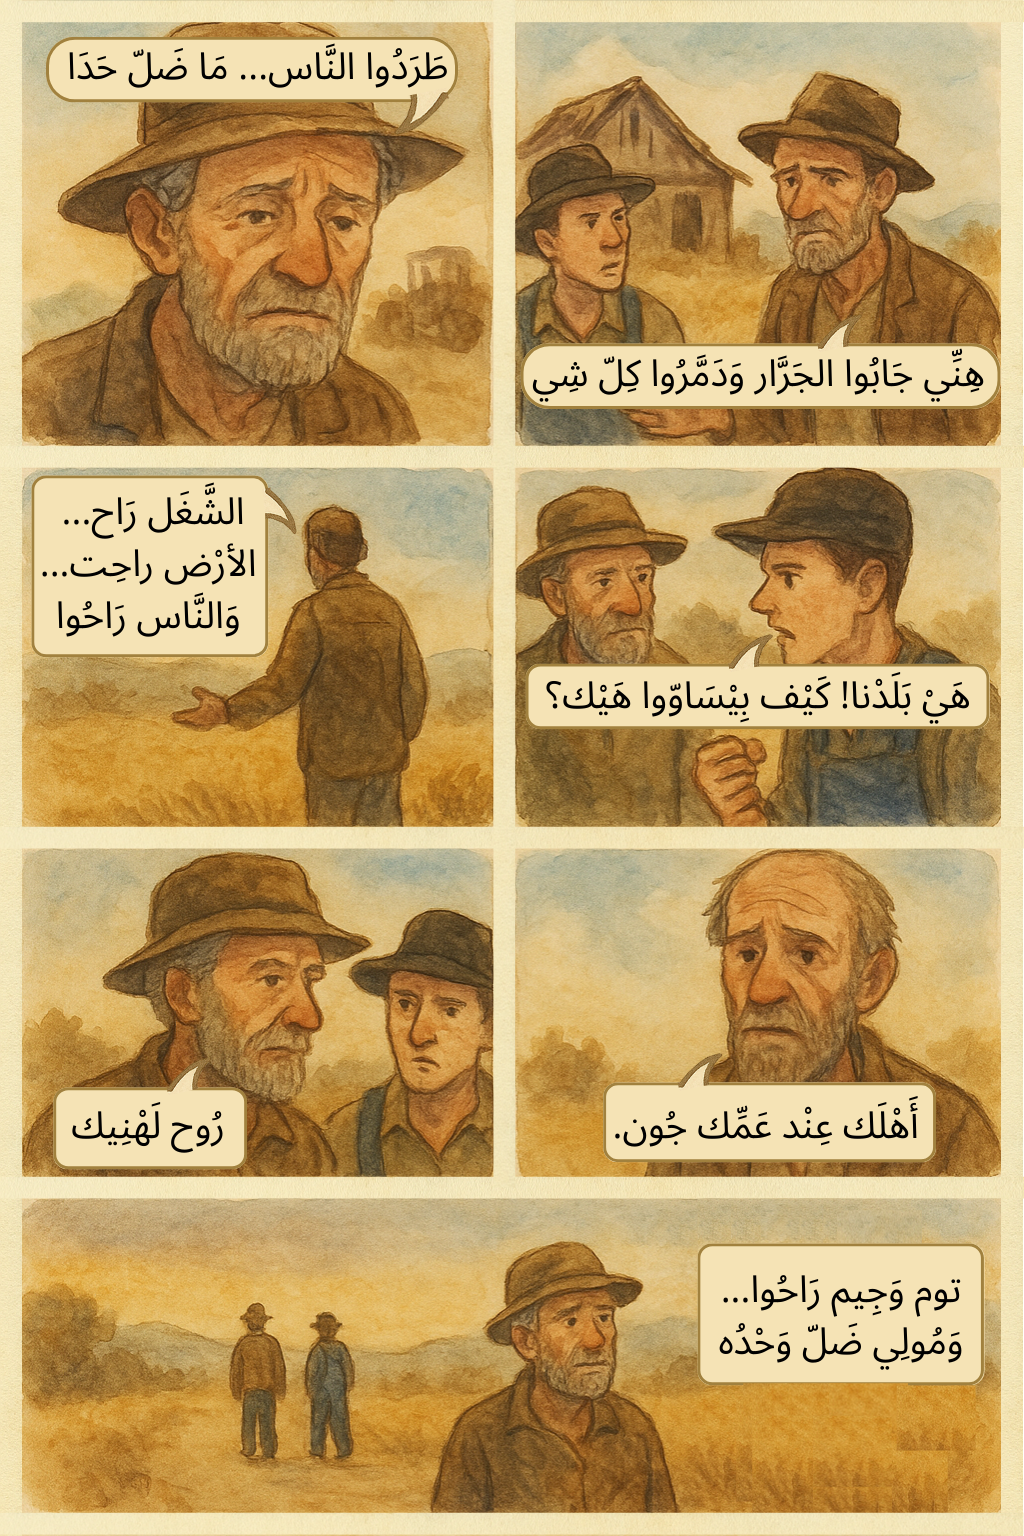 طَرَدُوا النَّاس... مَا ضَلّ حَدَا
هِنِّي جَابُوا الجَرَّار وَدَمَّرُوا كِلّ شِي
الشَّغَل رَاح...
الأرْض راحِت...
وَالنَّاس رَاحُوا
هَيْ بَلَدْنا! كَيْف بِيْسَاوّوا هَيْك؟
رُوح لَهْنِيك
أَهْلَك عِنْد عَمِّك جُون.
توم وَجِيم رَاحُوا...
وَمُولِي ضَلّ وَحْدُه